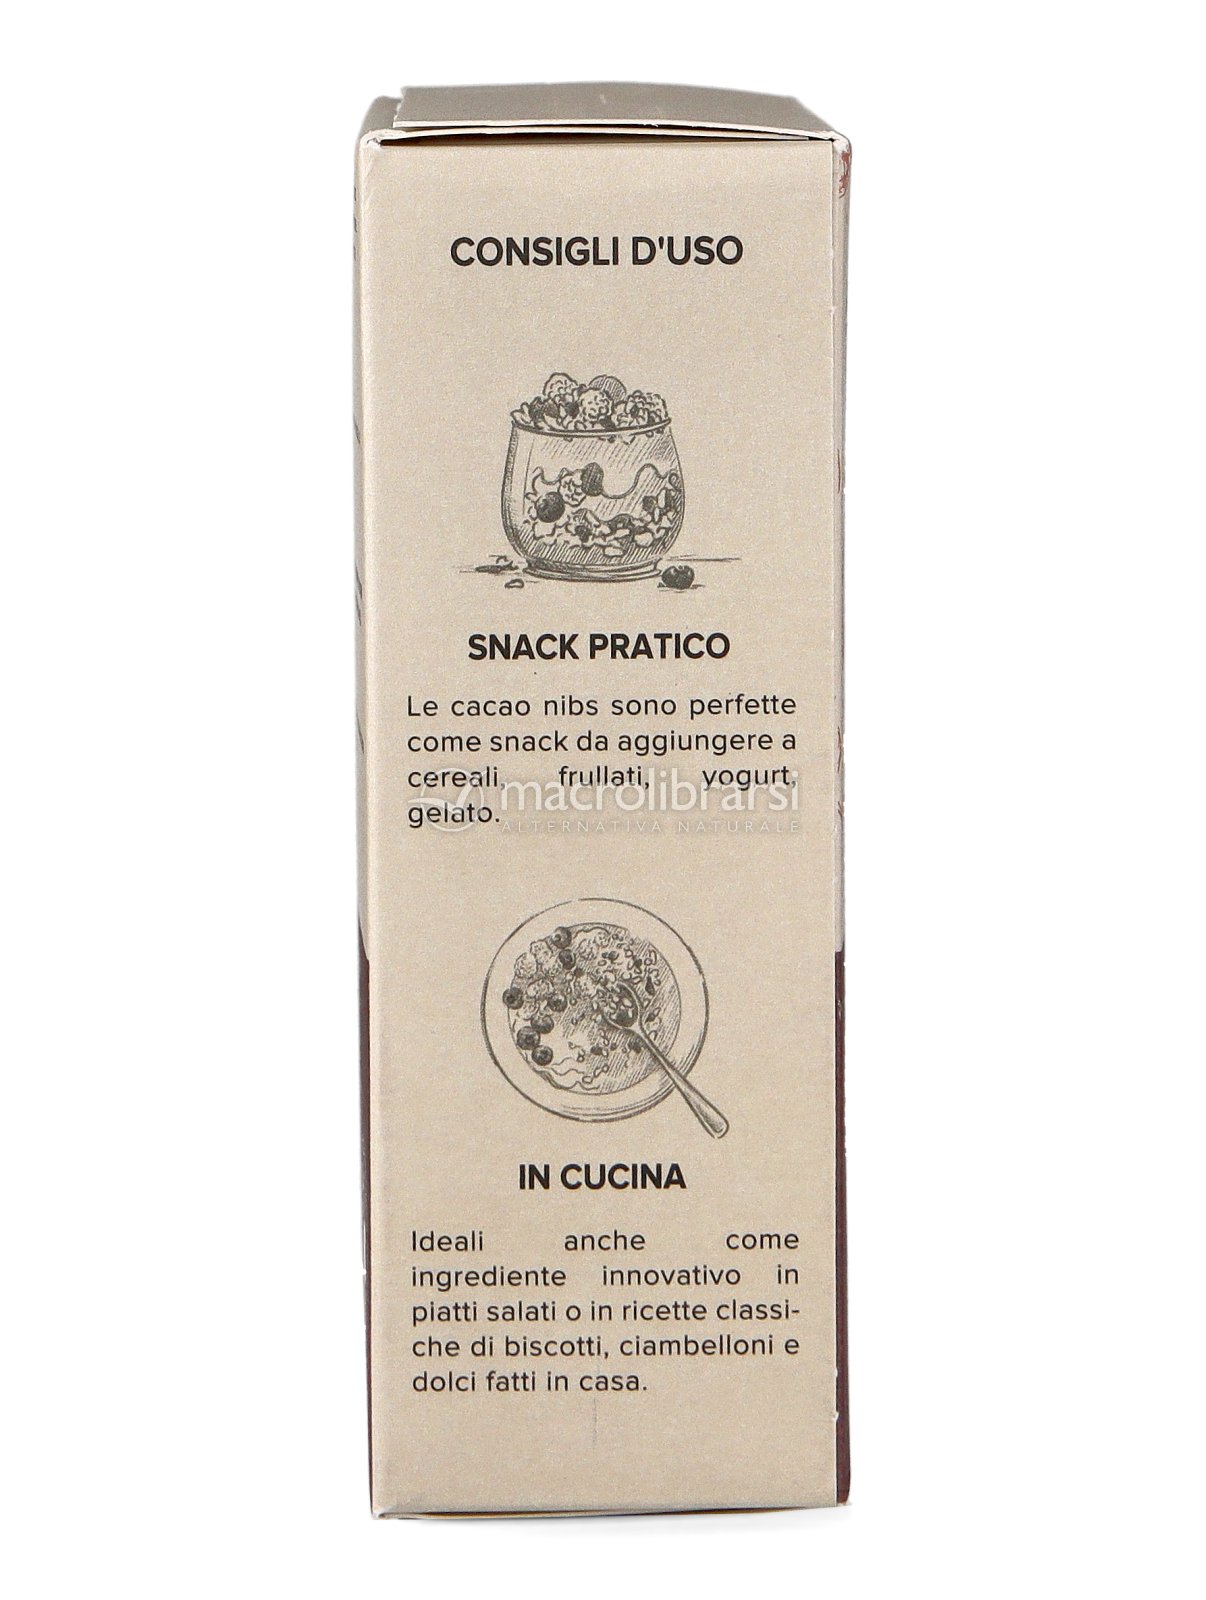 CONSIGLI D'USO
SNACK PRATICO
Le cacao nibs sono perfette
come snack da aggiungere a
cereali, frullati, yogurt,
gelato.
macrolibrarsi
ALTERNATIVA NATURALE
IN CUCINA
Ideali anche come
ingrediente innovativo in
piatti salati o in ricette classi-
che di biscotti, ciambelloni e
dolci fatti in casa.